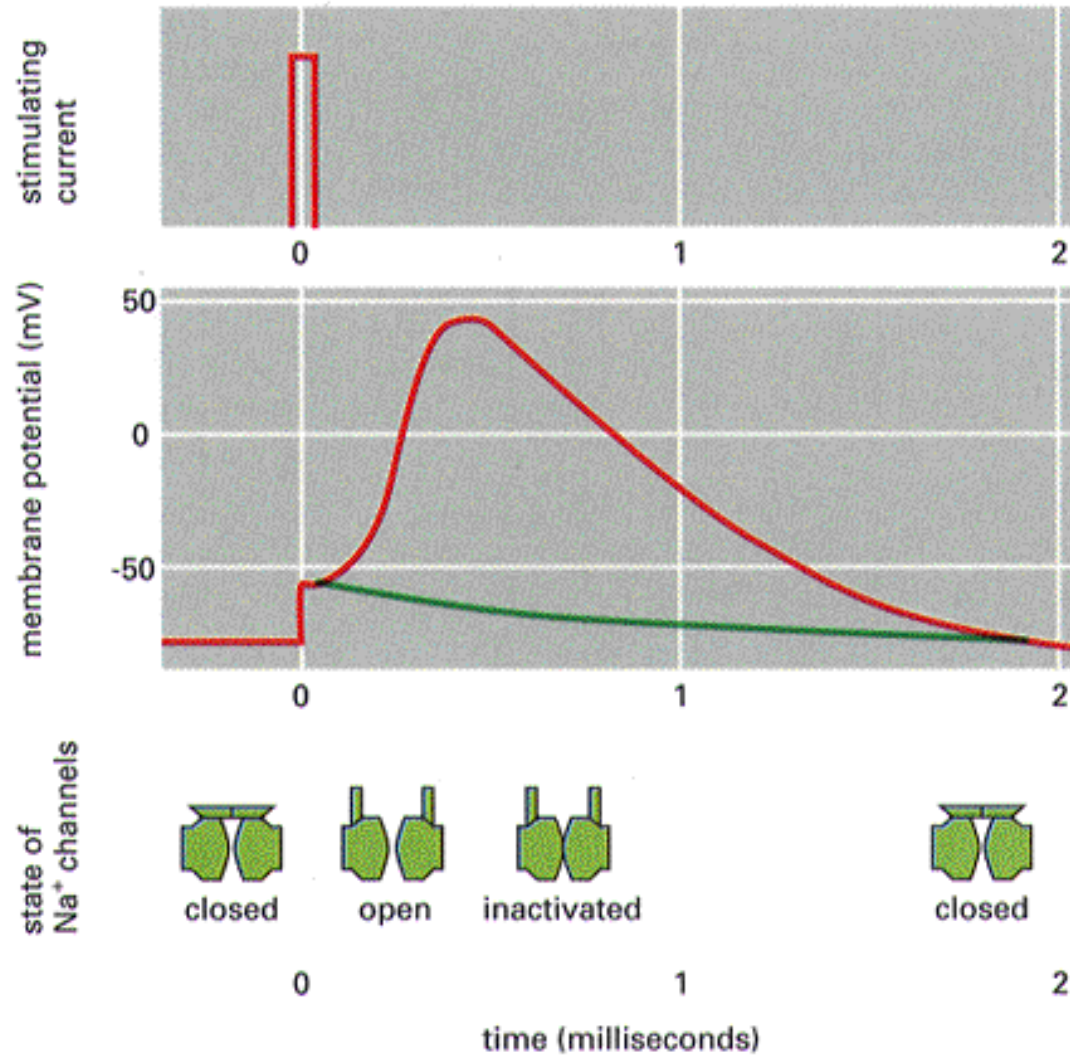 stimulating
current
0 1 2
membrane potential (mV)
50
0
-50
0 1 2
state of
Na⁺ channels
closed open inactivated closed
0 1 2
time (milliseconds)